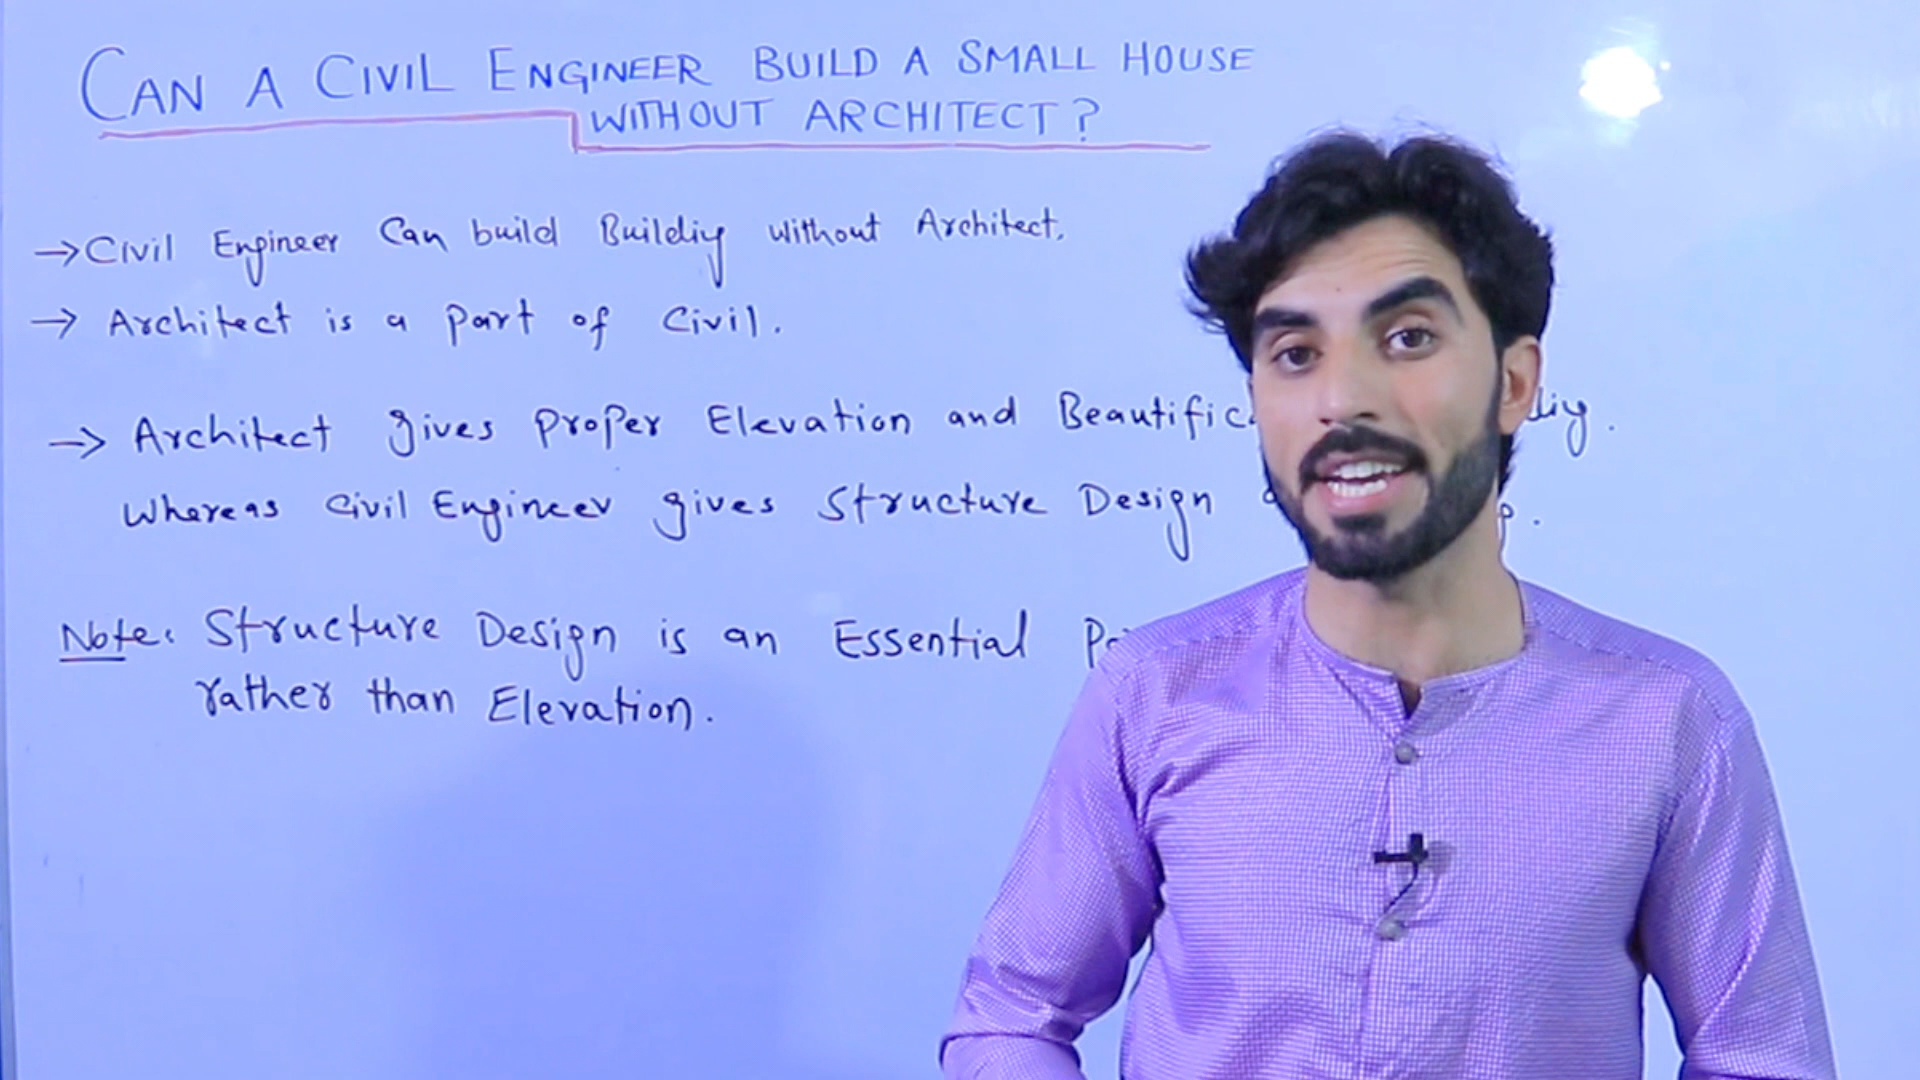 CAN A CIVIL ENGINEER BUILD A SMALL HOUSE
WITHOUT ARCHITECT?
→ Civil Engineer Can build Building without Architect.
→ Architect is a part of Civil.
→ Architect gives proper Elevation and
Whereas Civil Engineer gives Structure Design
Note: Structure Design is an Essential
rather than Elevation.